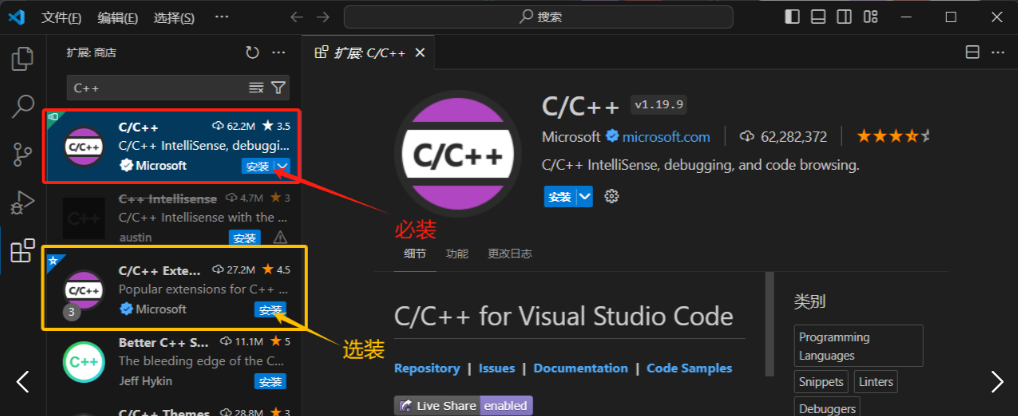 文件(F) 编辑(E) 选择(S) ··· 搜索
扩展: 商店
C++
C/C++ 62.2M 3.5
C/C++ IntelliSense, debuggi...
Microsoft 安装
C++ Intellisense 4.7M 3
C/C++ Intellisense with the ...
austin 安装
C/C++ Exte... 27.2M 4.5
Popular extensions for C++ ...
3 Microsoft 安装
C++
Better C++ S... 11.1M 5
The bleeding edge of the C...
Jeff Hykin 安装
C/C++ Themes 28.8M 3
必装
选装
扩展: C/C++
C/C++
C/C++ v1.19.9
Microsoft microsoft.com 62,282,372
C/C++ IntelliSense, debugging, and code browsing.
安装
细节 功能 更改日志
C/C++ for Visual Studio Code
Repository | Issues | Documentation | Code Samples
Live Share enabled
类别
Programming
Languages
Snippets Linters
Debuggers